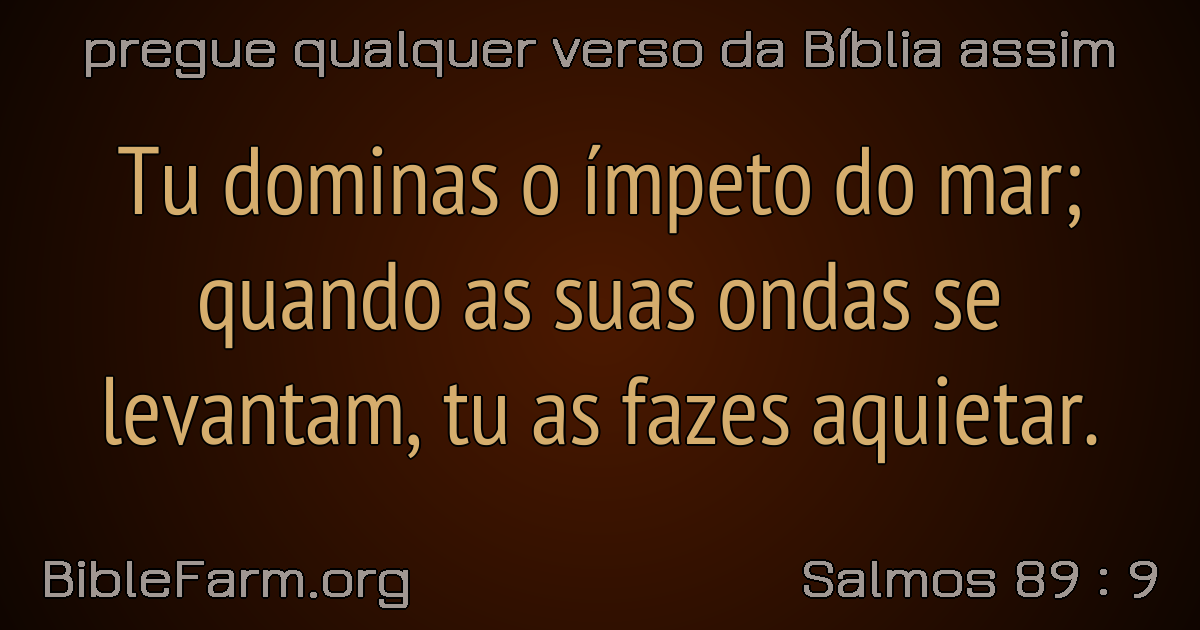 pregue qualquer verso da Bíblia assim
Tu dominas o ímpeto do mar;
quando as suas ondas se
levantam, tu as fazes aquietar.
BibleFarm.org
Salmos 89 : 9